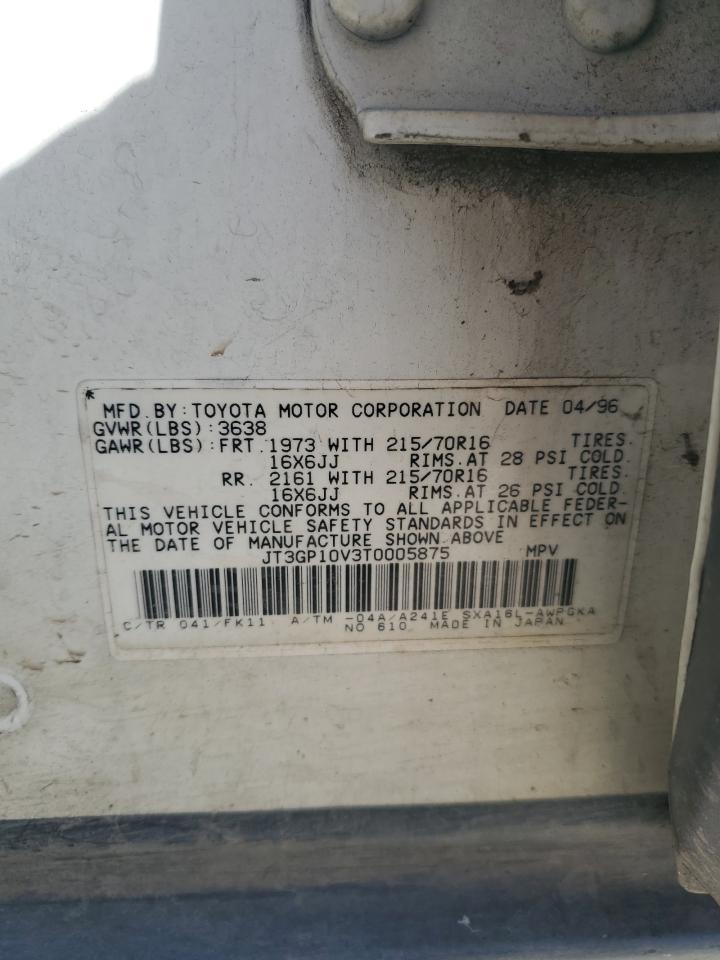 MFD. BY: TOYOTA MOTOR CORPORATION DATE 04/96
GVWR(LBS):3638
GAWR(LBS):FRT. 1973 WITH 215/70R16 TIRES.
16X6JJ RIMS.AT 28 PSI COLD.
RR. 2161 WITH 215/70R16 TIRES.
16X6JJ RIMS.AT 26 PSI COLD.
THIS VEHICLE CONFORMS TO ALL APPLICABLE FEDER-
AL MOTOR VEHICLE SAFETY STANDARDS IN EFFECT ON
THE DATE OF MANUFACTURE SHOWN ABOVE
JT3GP10V3T0005875 MPV
C/TR 041/FK11 A/TM -04A/A241E SXA16L-AWPGKA
NO 610 MADE IN JAPAN